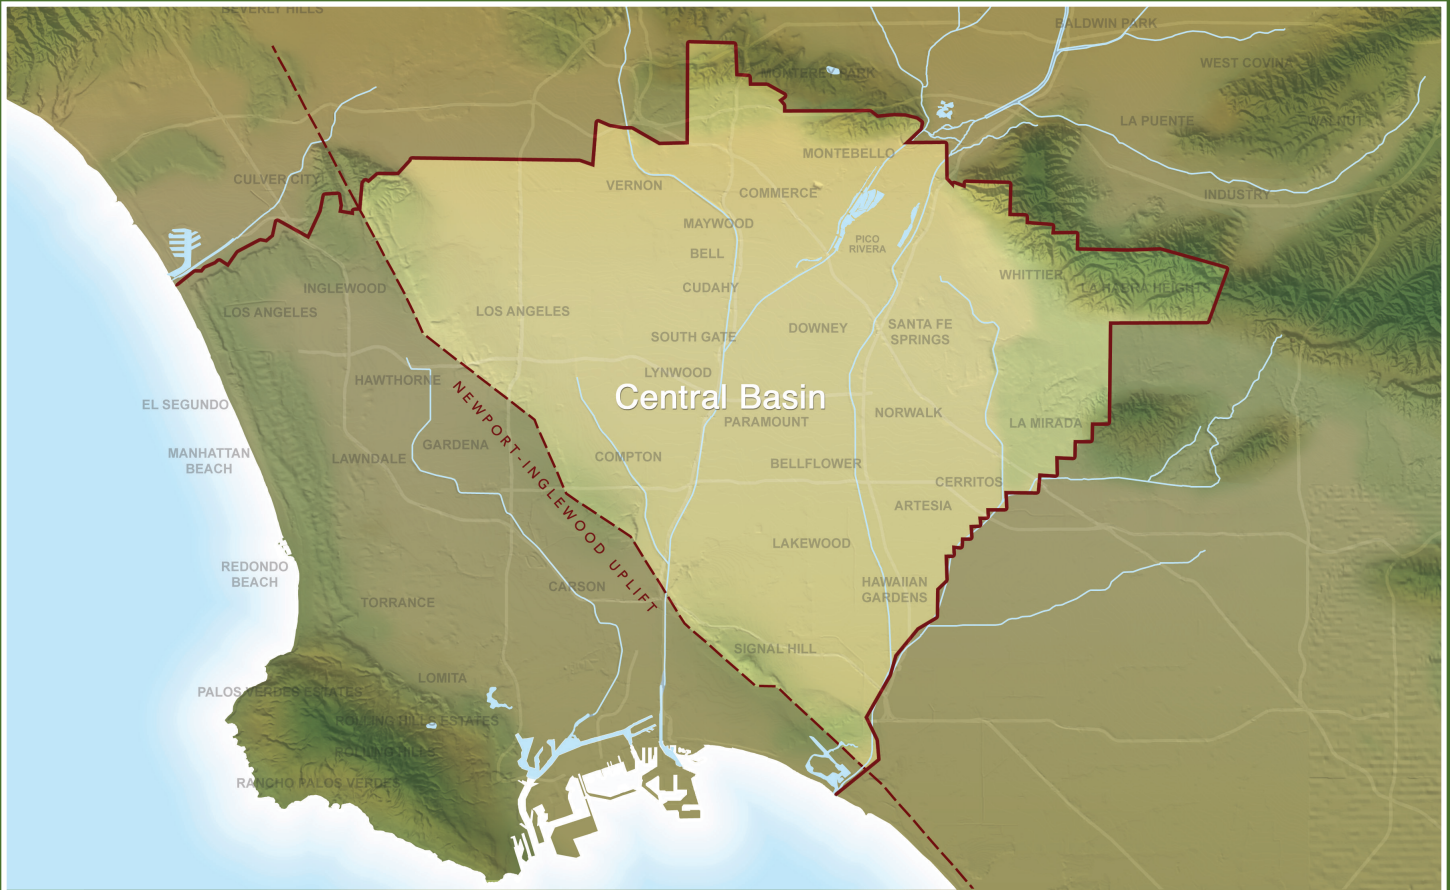 BEVERLY HILLS
BALDWIN PARK
WEST COVINA
MONTEREY PARK
LA PUENTE
WALNUT
MONTEBELLO
CULVER CITY
VERNON
COMMERCE
INDUSTRY
MAYWOOD
PICO
RIVERA
BELL
WHITTIER
INGLEWOOD
CUDAHY
LA HABRA HEIGHTS
LOS ANGELES
LOS ANGELES
SOUTH GATE
DOWNEY
SANTA FE
SPRINGS
LYNWOOD
HAWTHORNE
Central Basin
EL SEGUNDO
NORWALK
PARAMOUNT
LA MIRADA
GARDENA
MANHATTAN
BEACH
LAWNDALE
COMPTON
BELLFLOWER
CERRITOS
NEWPORT-INGLEWOOD UPLIFT
ARTESIA
LAKEWOOD
REDONDO
BEACH
CARSON
HAWAIIAN
GARDENS
TORRANCE
SIGNAL HILL
LOMITA
PALOS VERDES ESTATES
ROLLING HILLS ESTATES
ROLLING HILLS
RANCHO PALOS VERDES